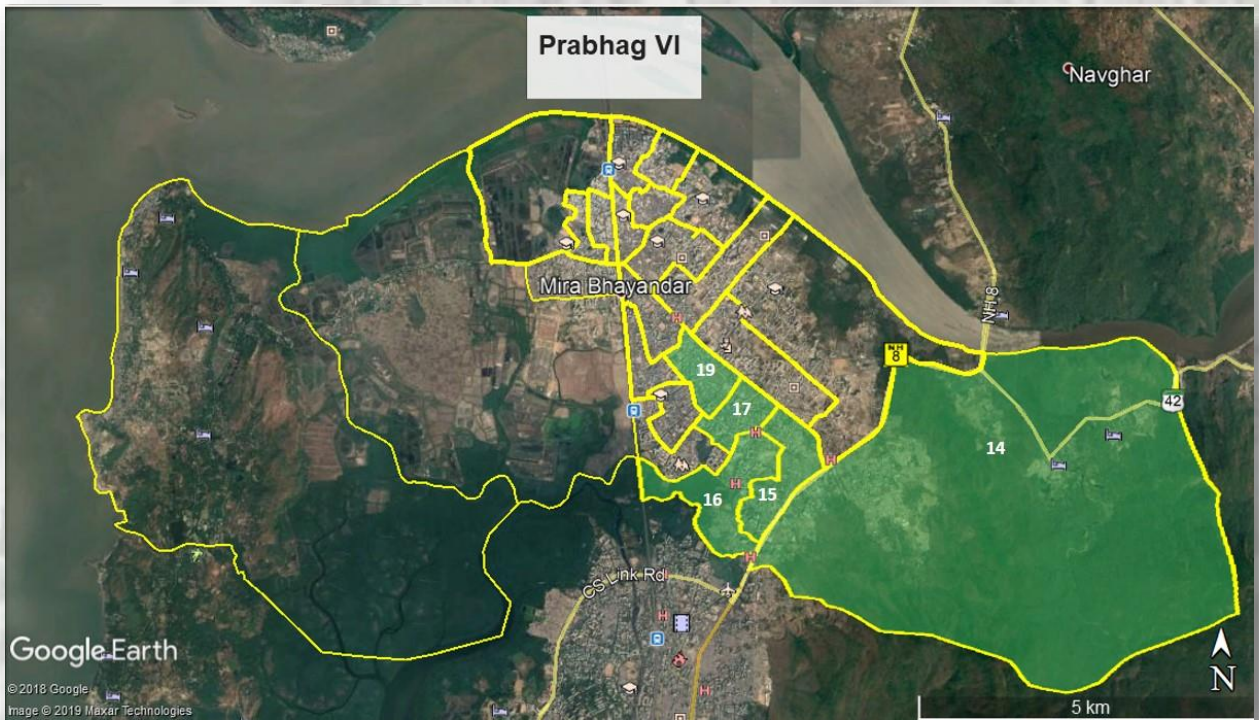 Prabhag VI
Navghar
NH 8
Mira Bhayandar
NH
8
42
19
17
14
16
15
CS Link Rd
Google Earth
© 2018 Google
Image © 2019 Maxar Technologies
N
5 km